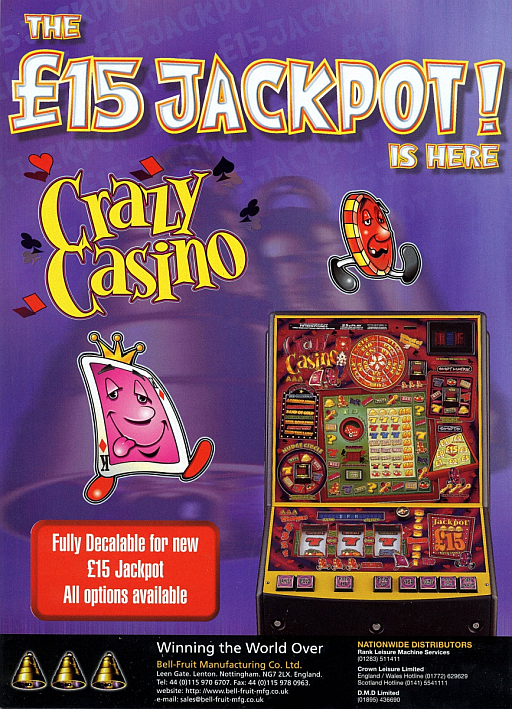 THE
£15 JACKPOT!
IS HERE
Crazy
Casino
K
Casino
Jackpot
£15
Fully Decalable for new
£15 Jackpot
All options available
Winning the World Over
Bell-Fruit Manufacturing Co. Ltd.
Leen Gate. Lenton. Nottingham. NG7 2LX. England.
Tel: 44 (0)115 970 6707. Fax: 44 (0)115 978 0963.
website: http: //www.bell-fruit-mfg.co.uk
e-mail: sales@bell-fruit-mfg.co.uk
NATIONWIDE DISTRIBUTORS
Rank Leisure Machine Services
(01283) 511411
Crown Leisure Limited
England / Wales Hotline (01772) 629629
Scotland Hotline (0141) 5541111
D.M.D Limited
(01895) 436690